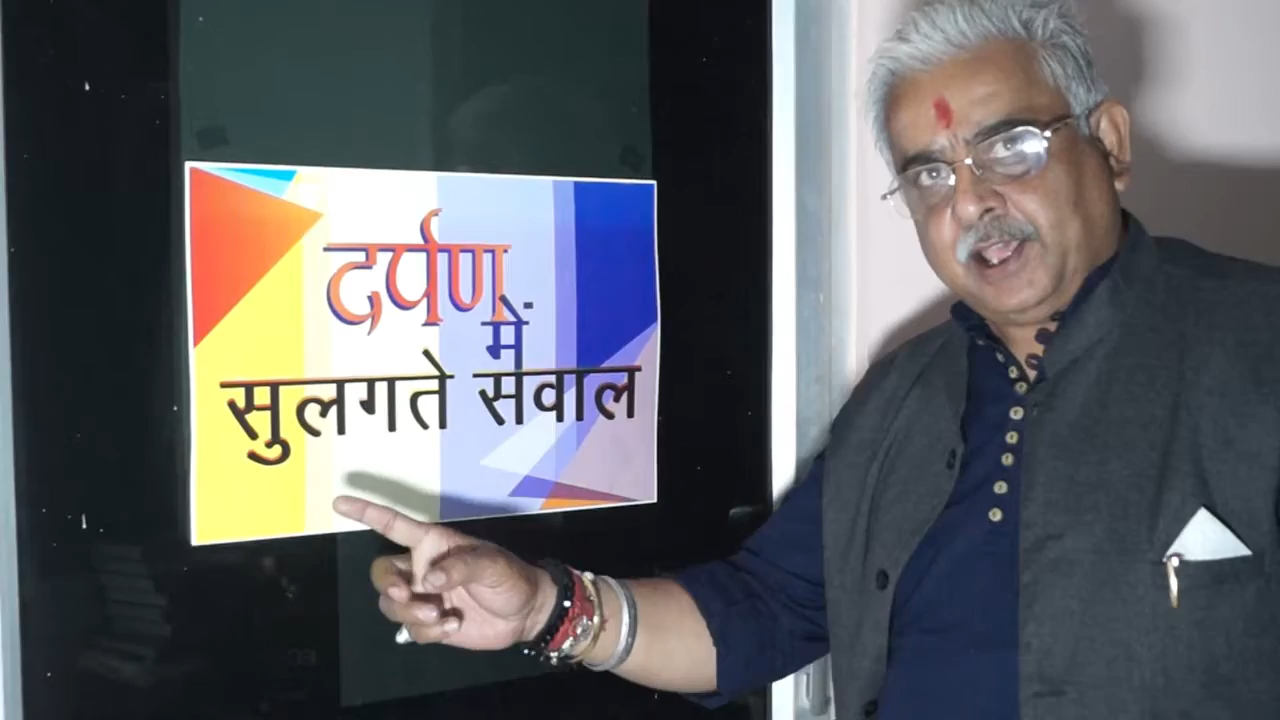 दर्पण
में
सुलगते सवाल